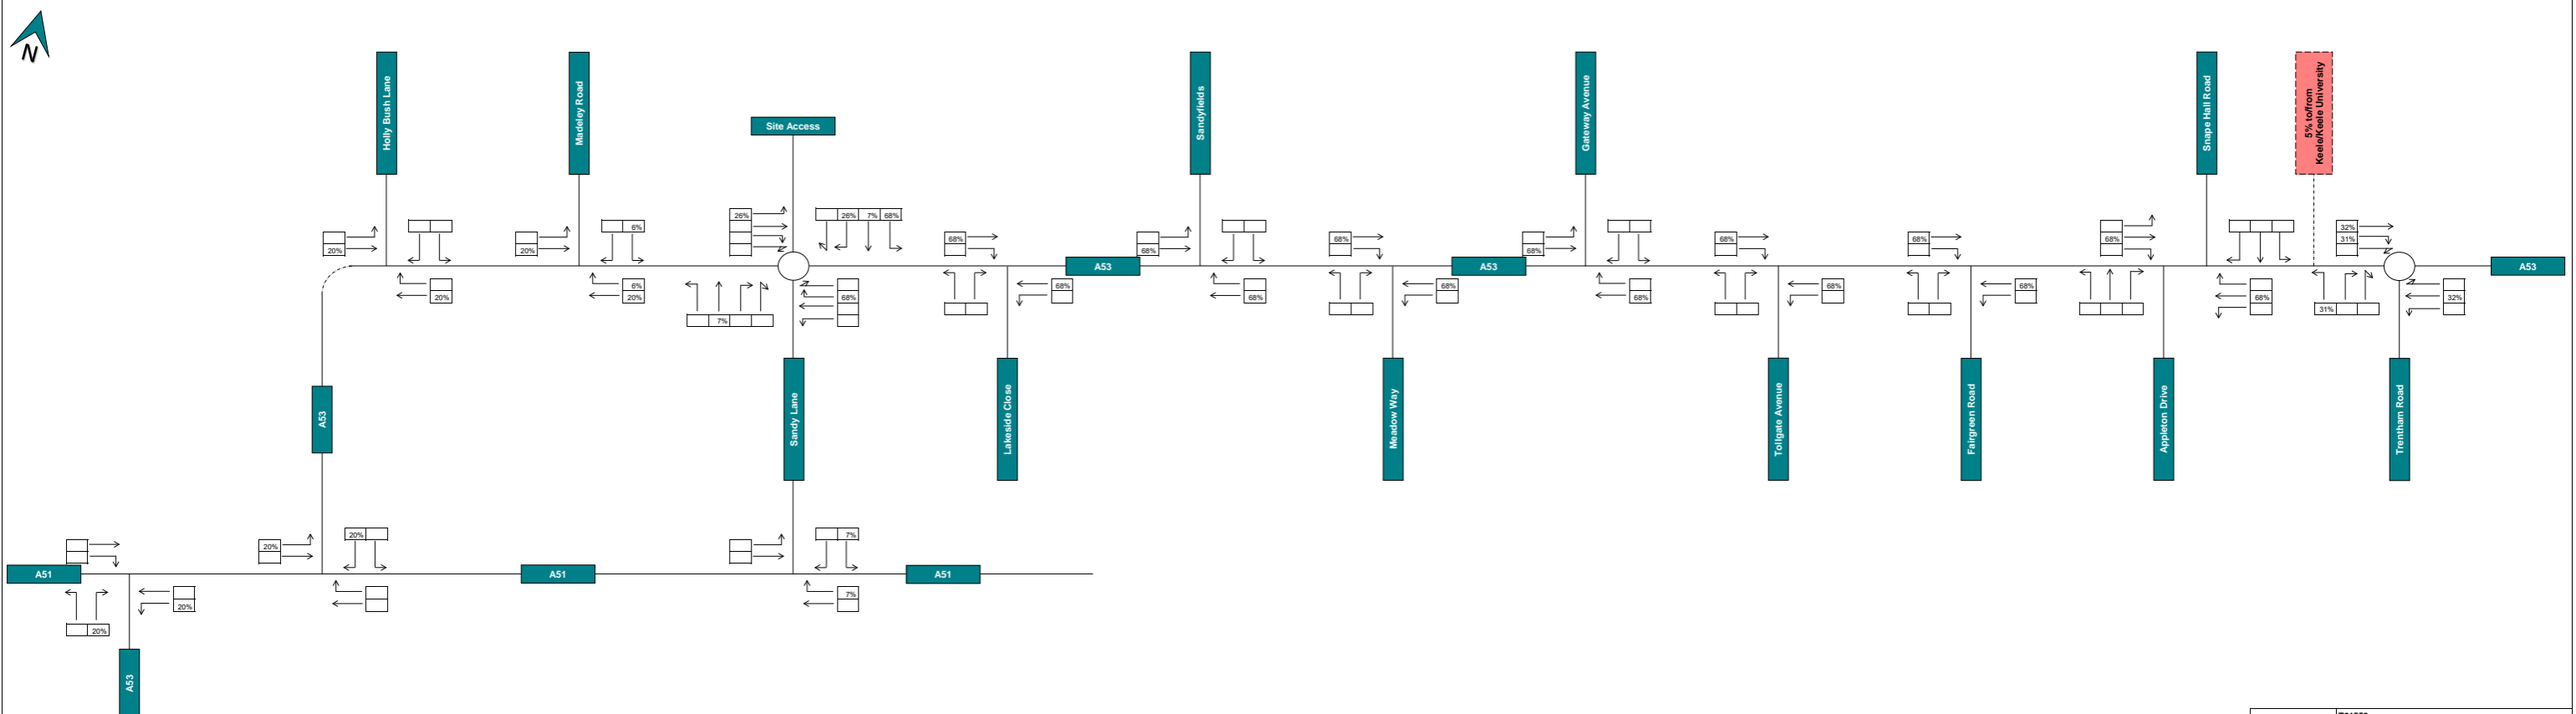 N
Holly Bush Lane
Madeley Road
Site Access
Sandyfields
Gateway Avenue
Snape Hall Road
5% to/from
Keele/Keele University
26%
26% 7% 68%
6%
20%
20%
68%
68%
68%
68%
68%
68%
68%
32%
31%
A53
A53
A53
20%
6%
20%
7%
68%
68%
68%
68%
68%
68%
68%
68%
31%
32%
A53
Sandy Lane
Lakeside Close
Meadow Way
Tollgate Avenue
Fairgreen Road
Appleton Drive
Trentham Road
20%
20%
7%
A51
A51
A51
20%
7%
20%
A53